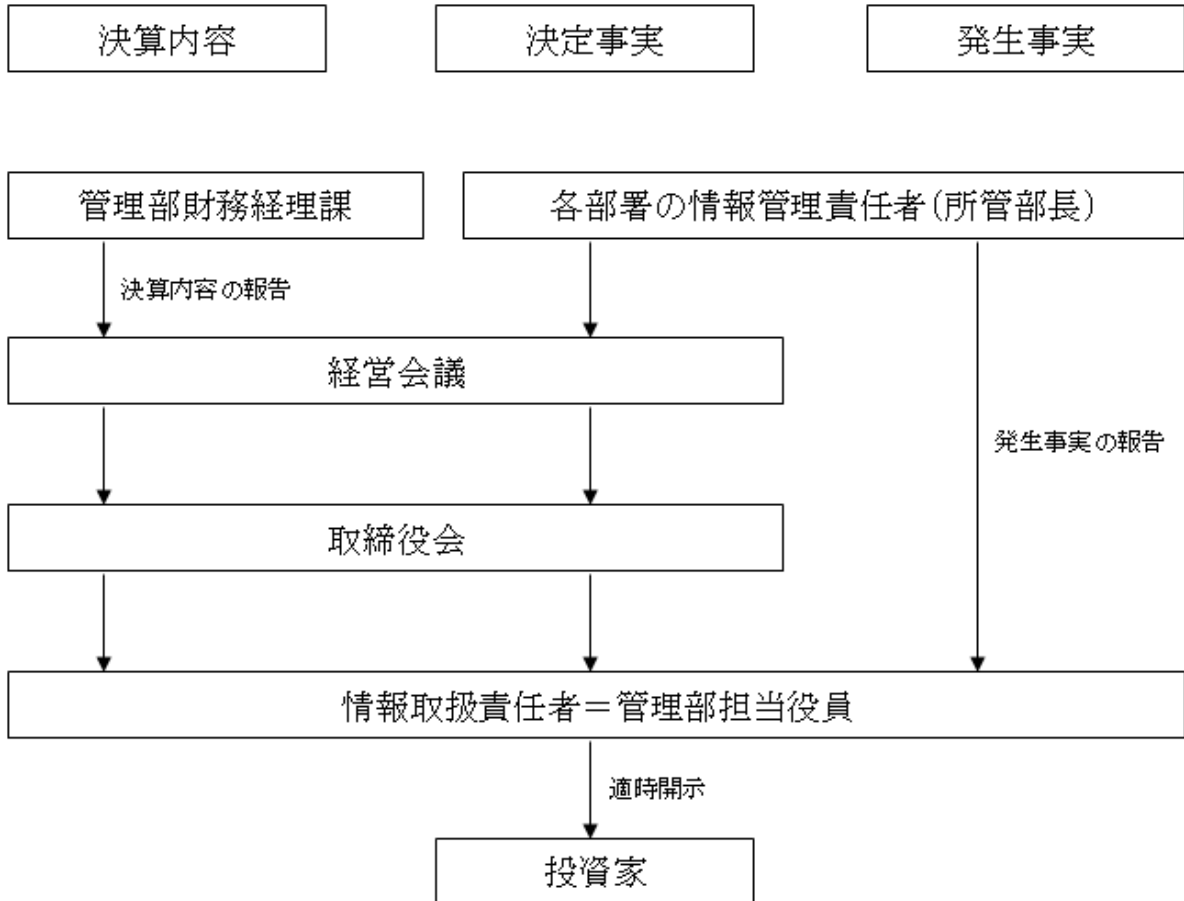 決算内容
決定事実
発生事実
管理部財務経理課
各部署の情報管理責任者(所管部長)
決算内容の報告
経営会議
発生事実の報告
取締役会
情報取扱責任者=管理部担当役員
適時開示
投資家